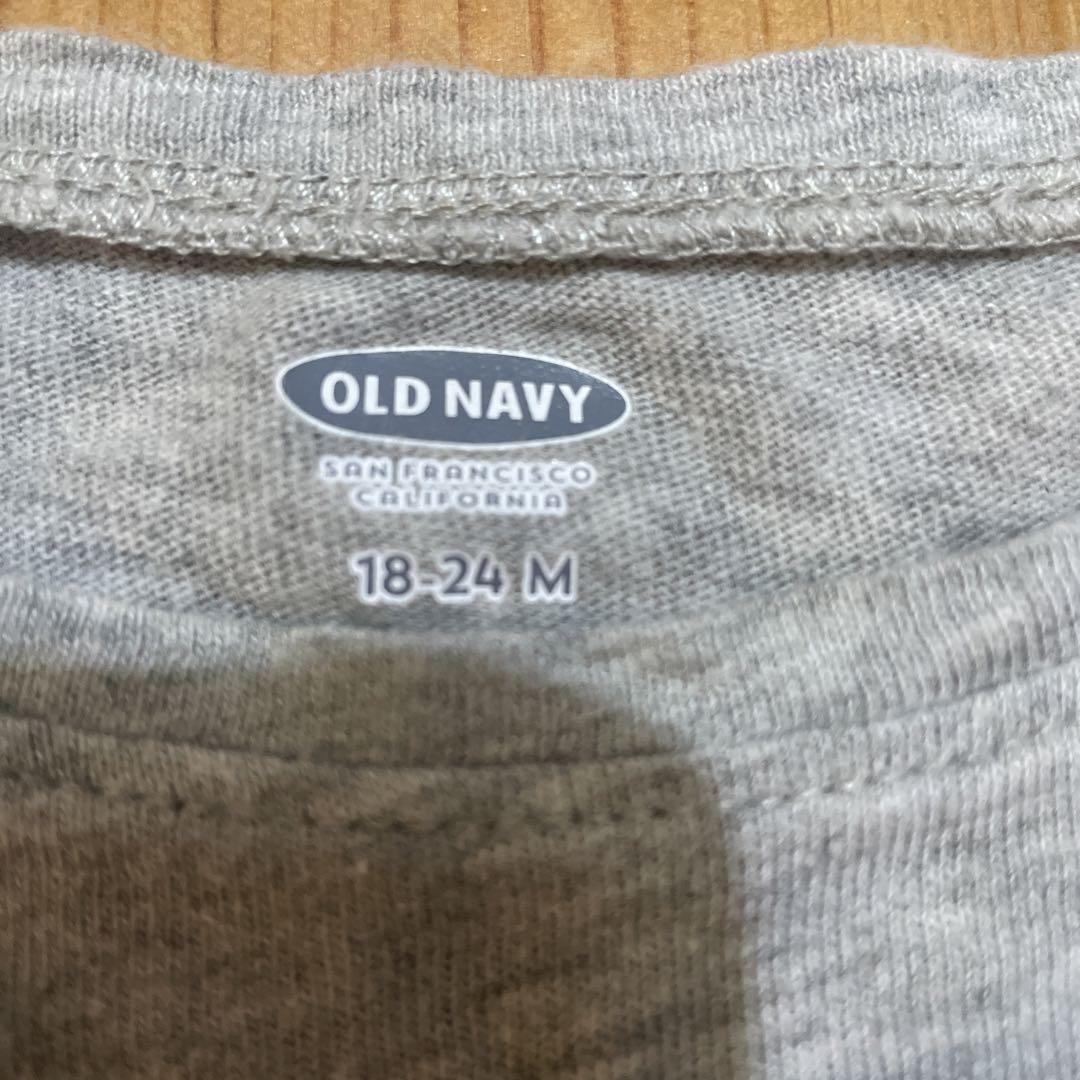 OLD NAVY
SAN FRANCISCO
CALIFORNIA
18-24 M